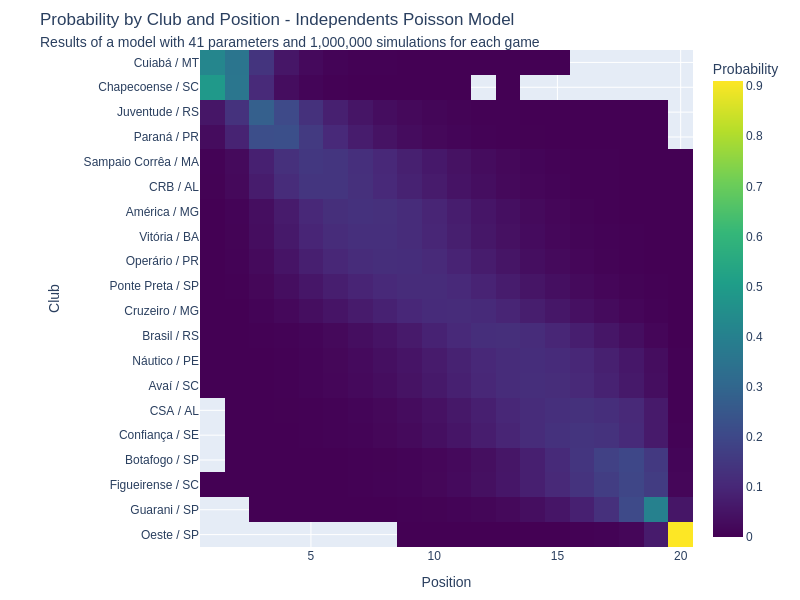 Probability by Club and Position - Independents Poisson Model
Results of a model with 41 parameters and 1,000,000 simulations for each game
Probability
Cuiabá / MT
Chapecoense / SC
Juventude / RS
Paraná / PR
Sampaio Corrêa / MA
CRB / AL
América / MG
Vitória / BA
Operário / PR
Ponte Preta / SP
Cruzeiro / MG
Brasil / RS
Náutico / PE
Avaí / SC
CSA / AL
Confiança / SE
Botafogo / SP
Figueirense / SC
Guarani / SP
Oeste / SP
Club
5
10
15
20
Position
0.9
0.8
0.7
0.6
0.5
0.4
0.3
0.2
0.1
0